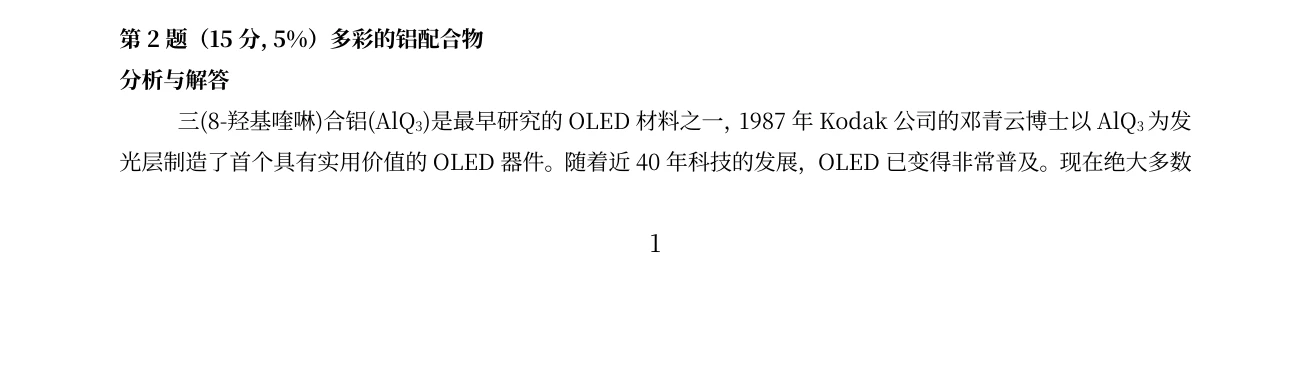 第 2 题（15 分, 5%）多彩的铝配合物
分析与解答
三(8-羟基喹啉)合铝(AlQ₃)是最早研究的 OLED 材料之一, 1987 年 Kodak 公司的邓青云博士以 AlQ₃ 为发
光层制造了首个具有实用价值的 OLED 器件。随着近 40 年科技的发展，OLED 已变得非常普及。现在绝大多数
1